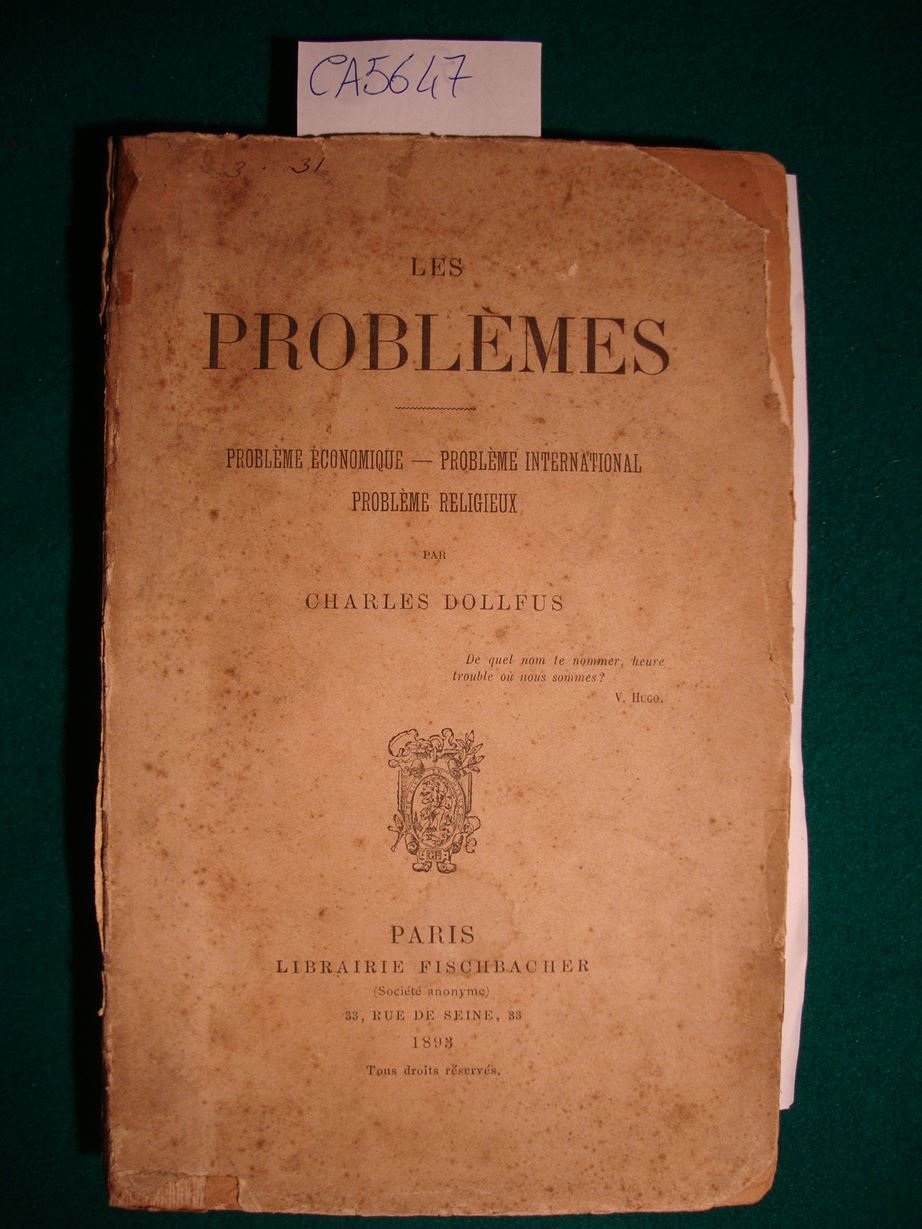 CA5647
3 . 31
LES
PROBLÈMES
PROBLÈME ÉCONOMIQUE — PROBLÈME INTERNATIONAL
PROBLÈME RELIGIEUX
PAR
CHARLES DOLLFUS
De quel nom te nommer, heure
trouble où nous sommes?
V. HUGO.
PARIS
LIBRAIRIE FISCHBACHER
(Société anonyme)
33, RUE DE SEINE, 33
1893
Tous droits réservés.